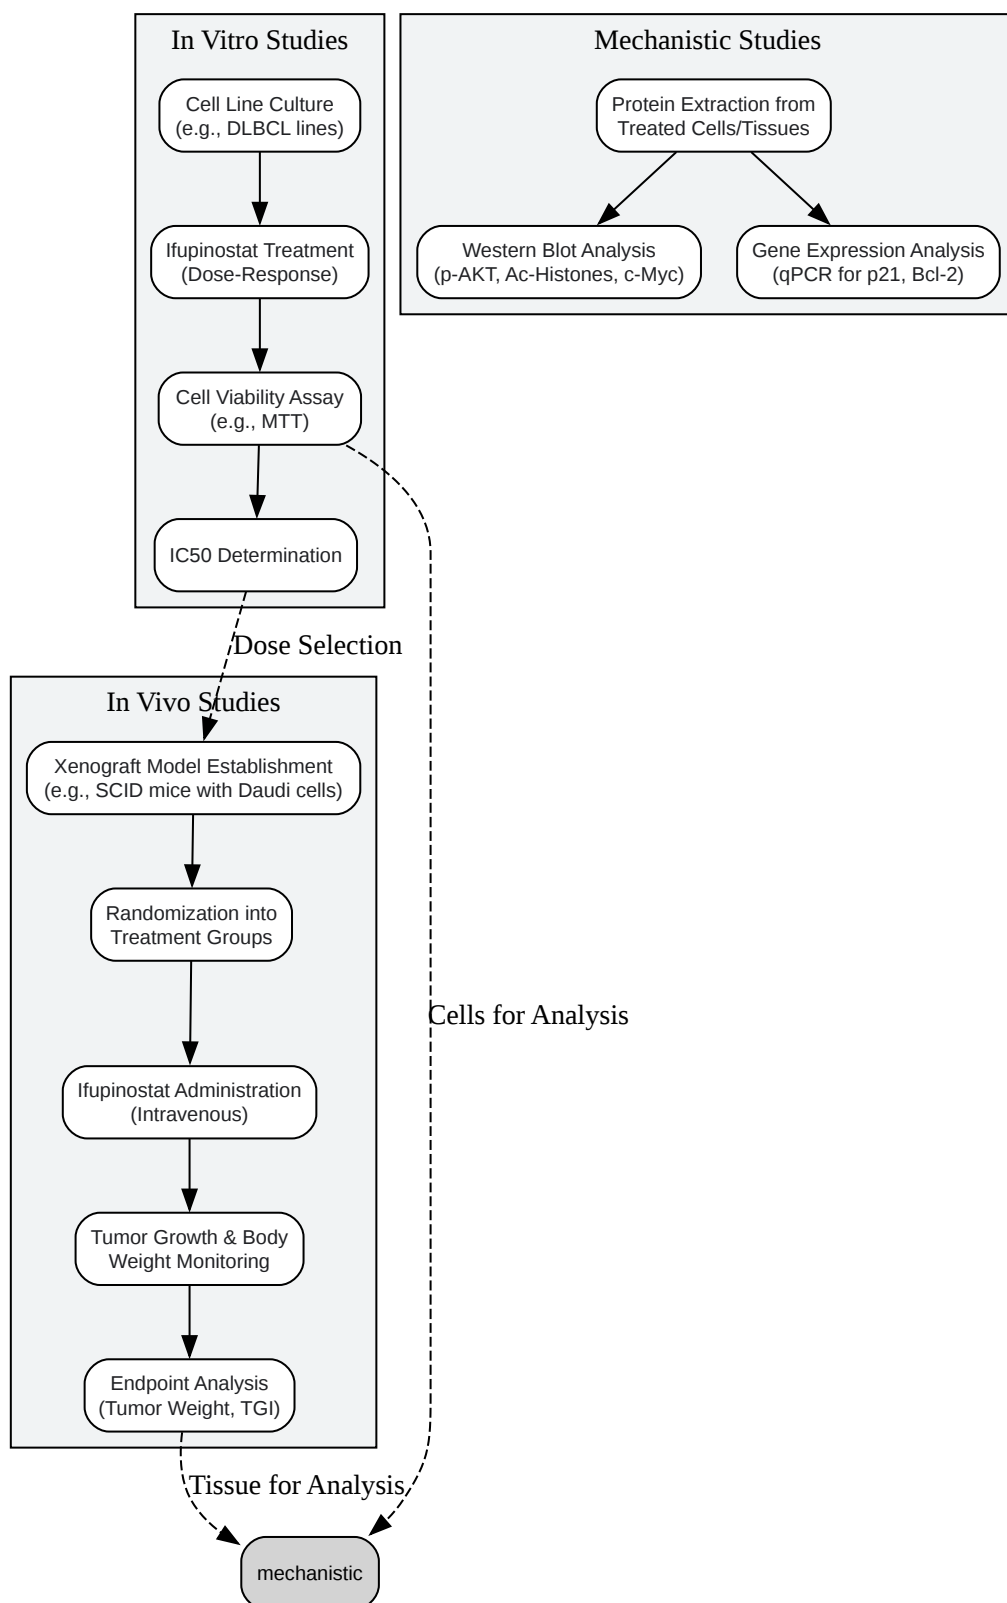 In Vitro Studies
Cell Line Culture
(e.g., DLBCL lines)
Ifupinostat Treatment
(Dose-Response)
Cell Viability Assay
(e.g., MTT)
IC50 Determination
Mechanistic Studies
Protein Extraction from
Treated Cells/Tissues
Western Blot Analysis
(p-AKT, Ac-Histones, c-Myc)
Gene Expression Analysis
(qPCR for p21, Bcl-2)
Dose Selection
In Vivo Studies
Xenograft Model Establishment
(e.g., SCID mice with Daudi cells)
Randomization into
Treatment Groups
Cells for Analysis
Ifupinostat Administration
(Intravenous)
Tumor Growth & Body
Weight Monitoring
Endpoint Analysis
(Tumor Weight, TGI)
Tissue for Analysis
mechanistic